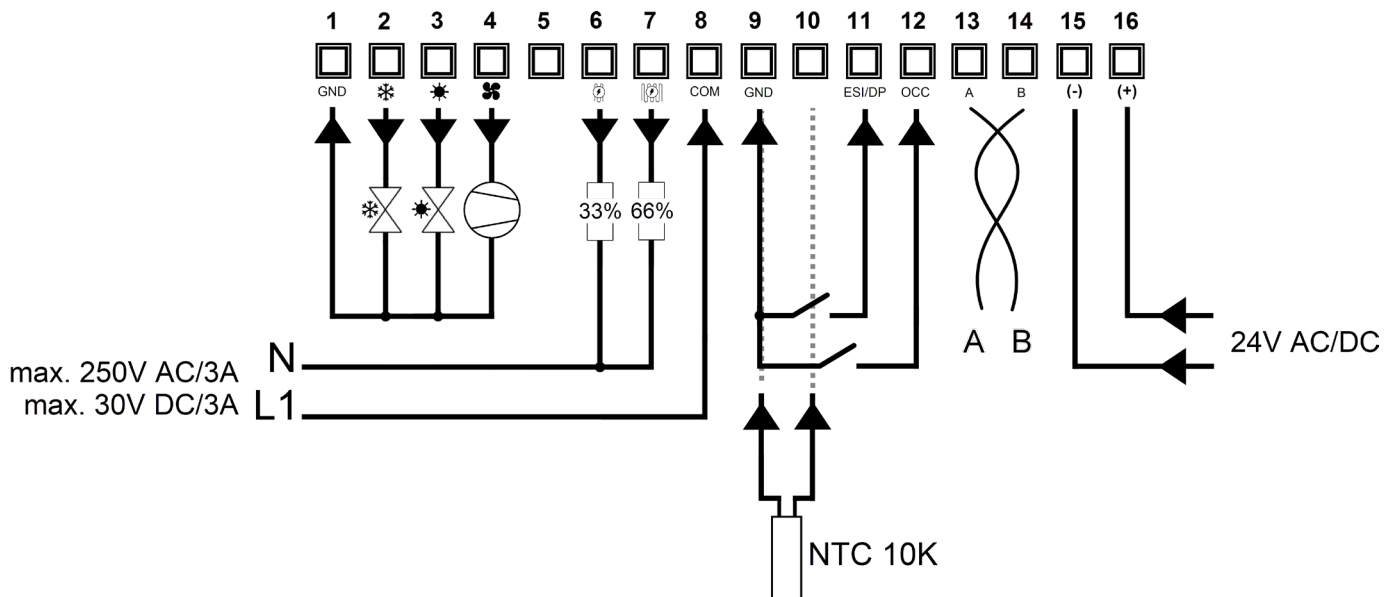 1 2 3 4 5 6 7 8 9 10 11 12 13 14 15 16
GND COM GND ESI/DP OCC A B (-) (+)
33% 66%
A B
24V AC/DC
max. 250V AC/3A N
max. 30V DC/3A L1
NTC 10K